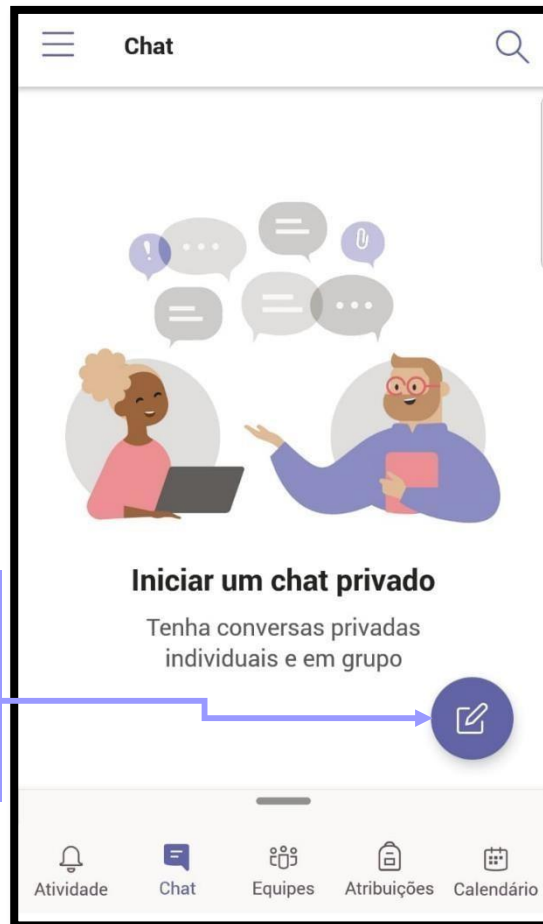 Chat
Iniciar um chat privado
Tenha conversas privadas
individuais e em grupo
Atividade
Chat
Equipes
Atribuições
Calendário